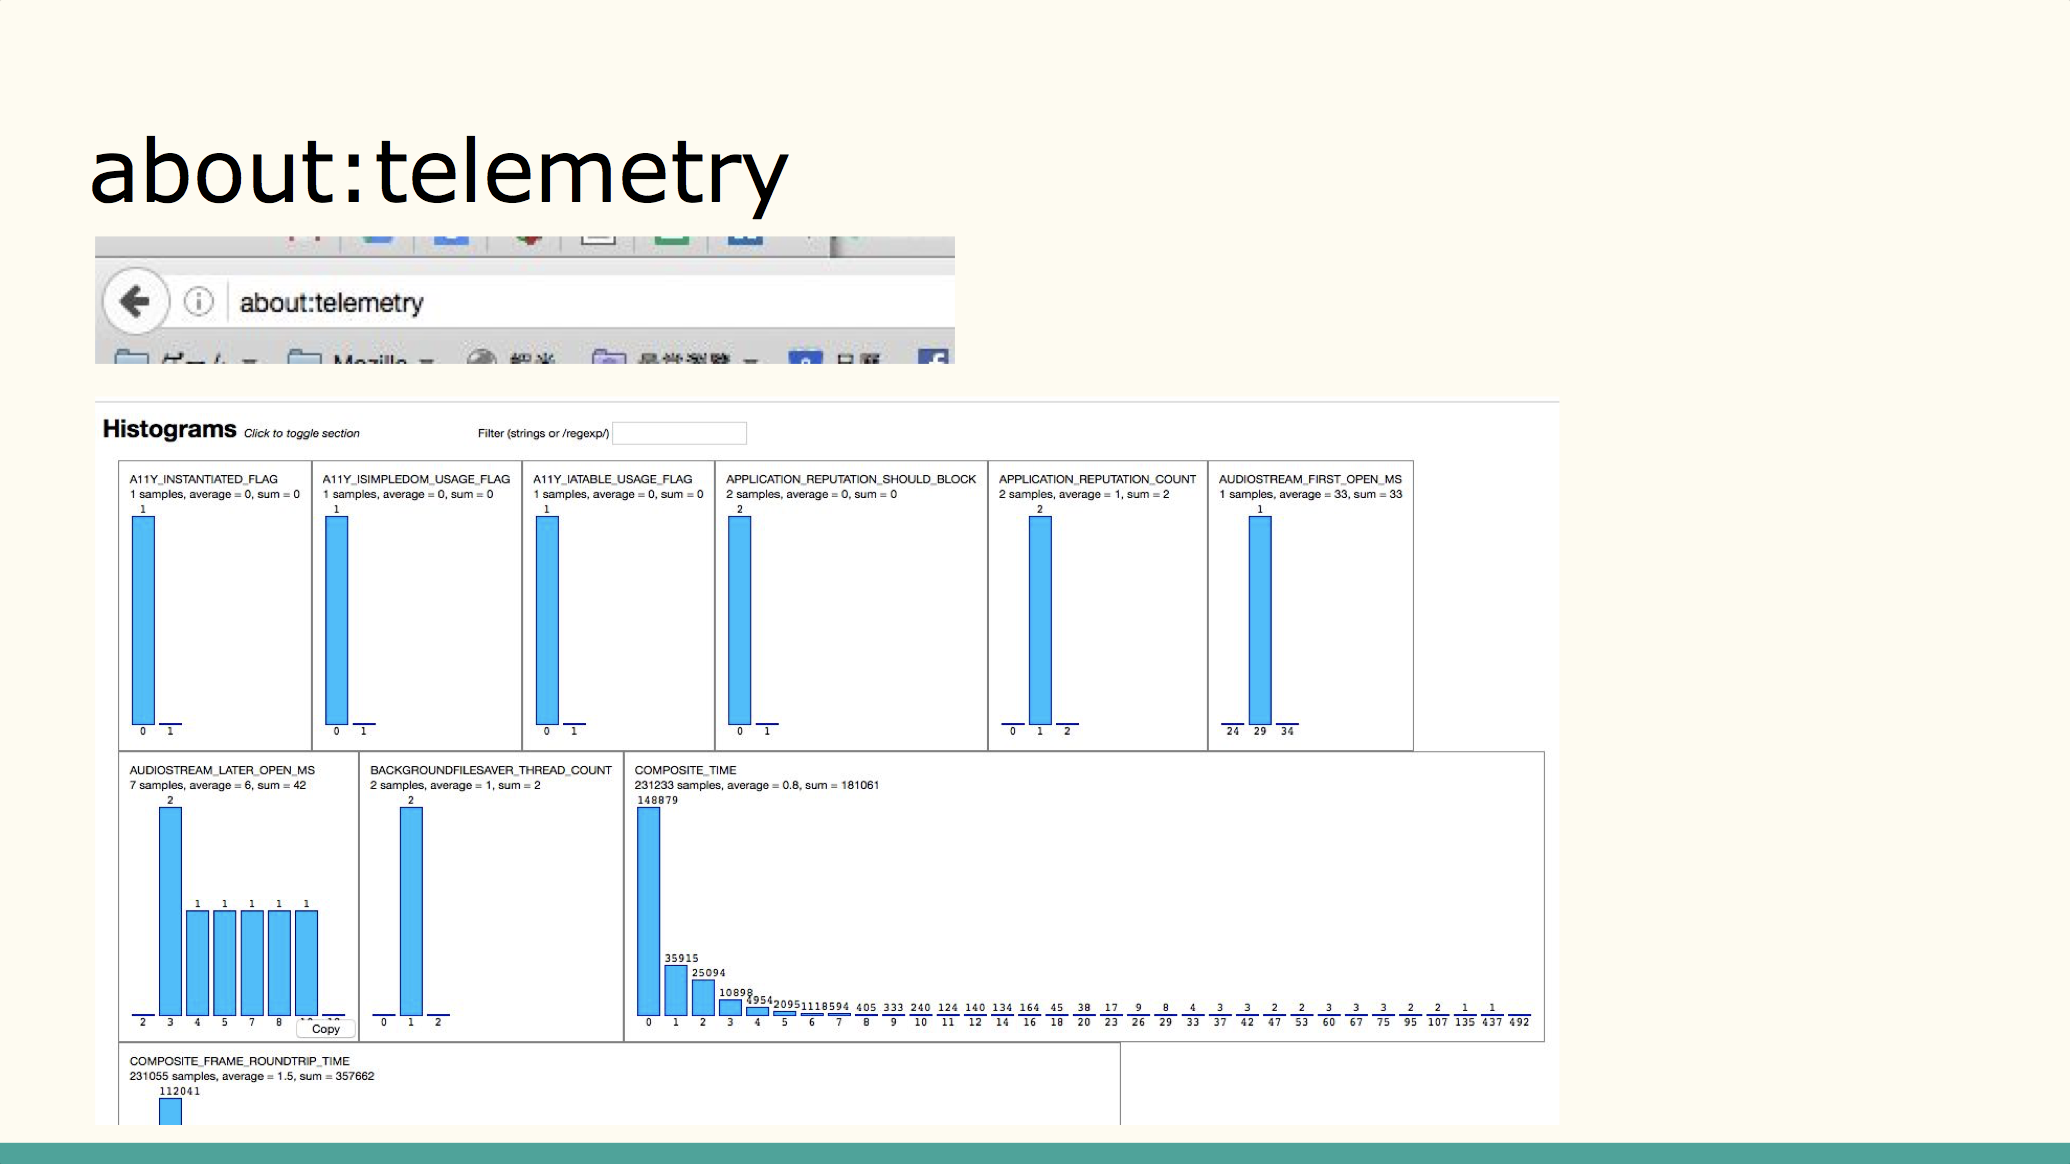 about:telemetry
about:telemetry
ゲーム Mozilla
Histograms Click to toggle section Filter (strings or /regexp/)
A11Y_INSTANTIATED_FLAG
1 samples, average = 0, sum = 0
1
0 1
A11Y_ISIMPLEDOM_USAGE_FLAG
1 samples, average = 0, sum = 0
1
0 1
A11Y_IATABLE_USAGE_FLAG
1 samples, average = 0, sum = 0
1
0 1
APPLICATION_REPUTATION_SHOULD_BLOCK
2 samples, average = 0, sum = 0
2
0 1
APPLICATION_REPUTATION_COUNT
2 samples, average = 1, sum = 2
2
0 1 2
AUDIOSTREAM_FIRST_OPEN_MS
1 samples, average = 33, sum = 33
1
24 29 34
AUDIOSTREAM_LATER_OPEN_MS
7 samples, average = 6, sum = 42
2
1 1 1 1 1
2 3 4 5 7 8
Copy
BACKGROUNDFILESAVER_THREAD_COUNT
2 samples, average = 1, sum = 2
2
0 1 2
COMPOSITE_TIME
231233 samples, average = 0.8, sum = 181061
148879
35915
25094
10898
4954 2095 1118 594 405 333 240 124 140 134 164 45 38 17 9 8 4 3 3 2 2 3 3 3 2 2 1 1
0 1 2 3 4 5 6 7 8 9 10 11 12 14 16 18 20 23 26 29 33 37 42 47 53 60 67 75 95 107 135 437 492
COMPOSITE_FRAME_ROUNDTRIP_TIME
231055 samples, average = 1.5, sum = 357662
112041